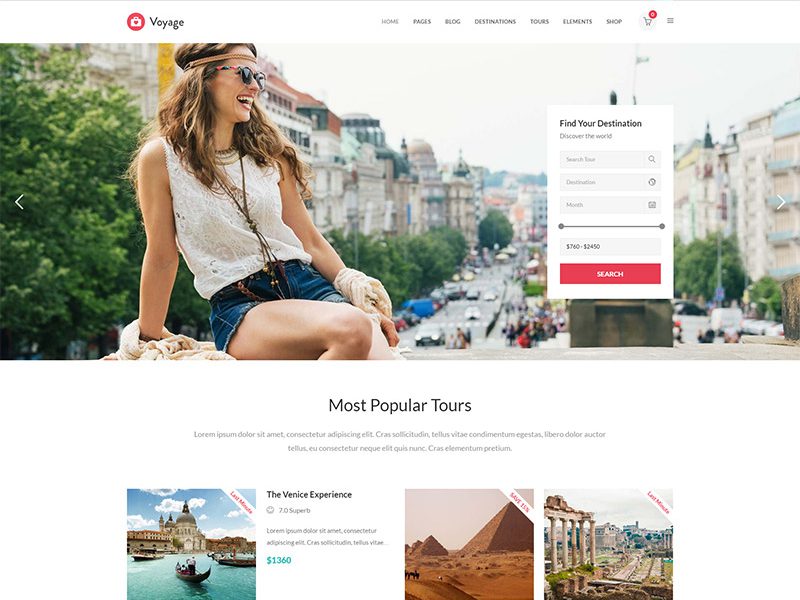 Voyage
HOME PAGES BLOG DESTINATIONS TOURS ELEMENTS SHOP 0
Find Your Destination
Discover the world
Search Tour
Destination
Month
$760 - $2450
SEARCH
Most Popular Tours
Lorem ipsum dolor sit amet, consectetur adipiscing elit. Cras sollicitudin, tellus vitae condimentum egestas, libero dolor auctor
tellus, eu consectetur neque elit quis nunc. Cras elementum pretium.
Last Minute
The Venice Experience
7.0 Superb
Lorem ipsum dolor sit amet, consectetur
adipiscing elit. Cras sollicitudin, tellus vitae...
$1360
SAVE 15%
Last Minute